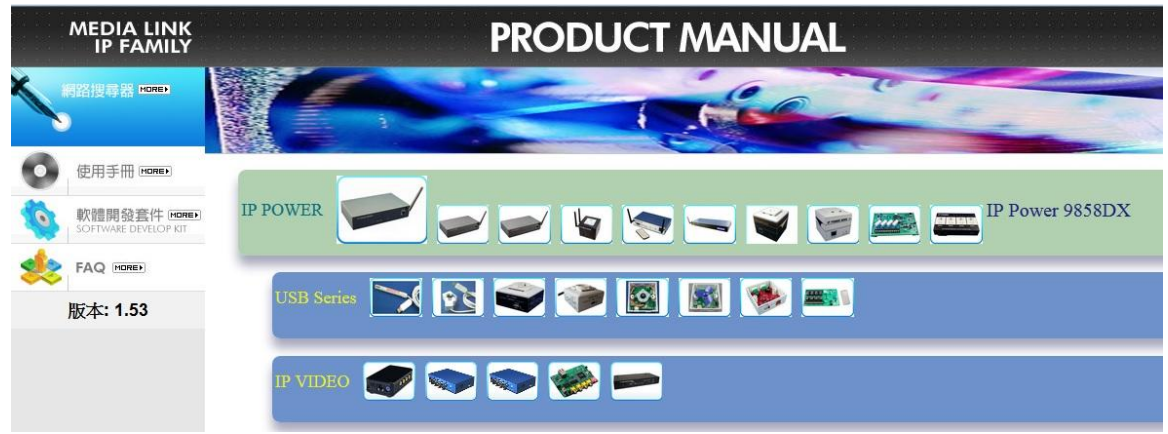 MEDIA LINK
IP FAMILY
PRODUCT MANUAL
網路搜尋器 MORE
使用手冊 MORE
軟體開發套件 MORE
SOFTWARE DEVELOP KIT
FAQ MORE
版本: 1.53
IP POWER
IP Power 9858DX
USB Series
IP VIDEO